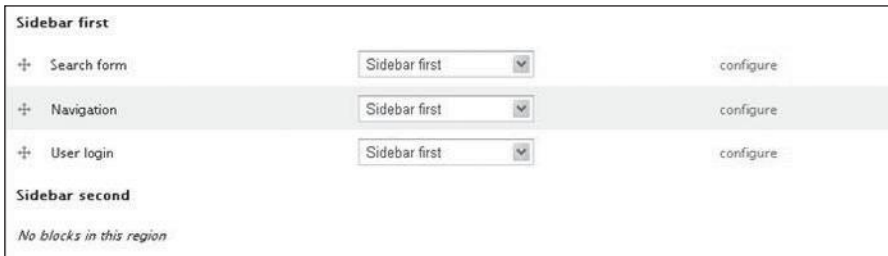 Sidebar first
Search form Sidebar first configure
Navigation Sidebar first configure
User login Sidebar first configure
Sidebar second
No blocks in this region